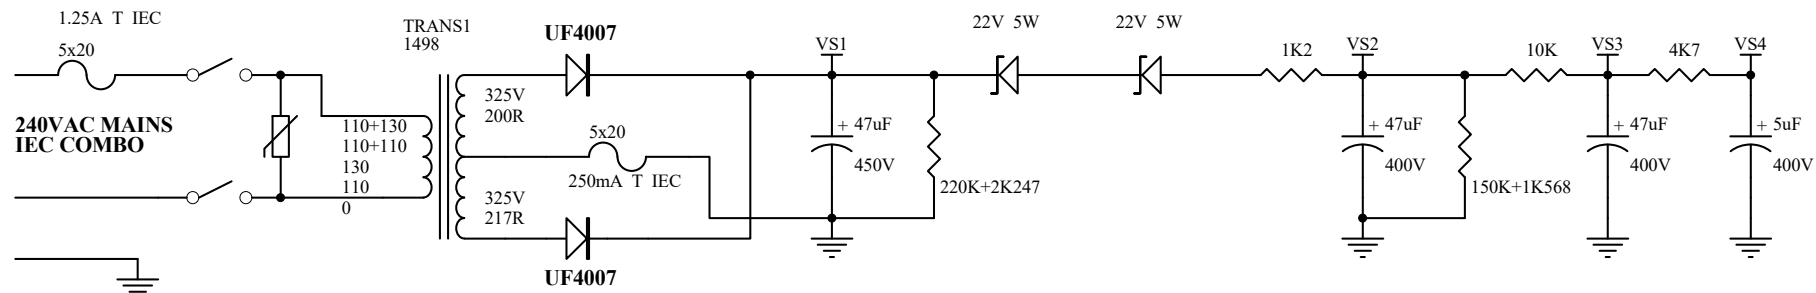 1.25A T IEC
5x20
240VAC MAINS
IEC COMBO
110+130
110+110
130
110
0
TRANS1
1498
325V
200R
325V
217R
UF4007
UF4007
5x20
250mA T IEC
VS1
+ 47uF
450V
220K+2K247
22V 5W
22V 5W
1K2
VS2
+ 47uF
400V
150K+1K568
10K
VS3
+ 47uF
400V
4K7
VS4
+ 5uF
400V